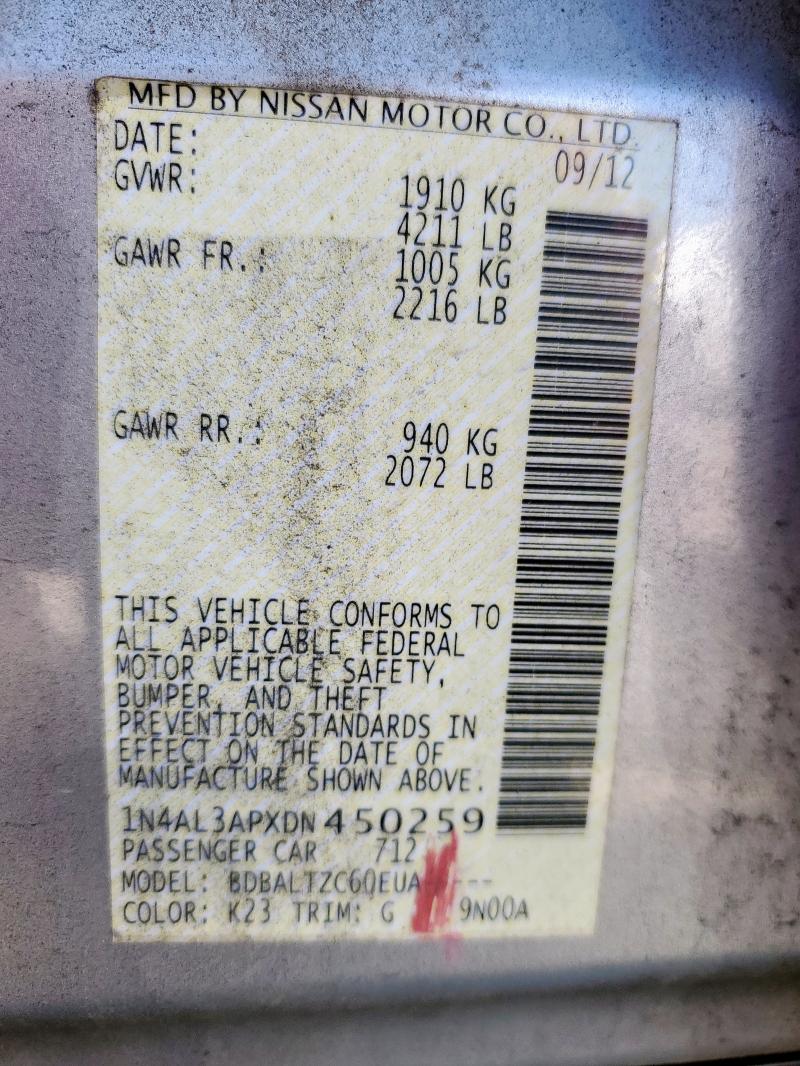 MFD BY NISSAN MOTOR CO., LTD.
DATE: 09/12
GVWR: 1910 KG
4211 LB
GAWR FR.: 1005 KG
2216 LB
GAWR RR.: 940 KG
2072 LB
THIS VEHICLE CONFORMS TO
ALL APPLICABLE FEDERAL
MOTOR VEHICLE SAFETY,
BUMPER, AND THEFT
PREVENTION STANDARDS IN
EFFECT ON THE DATE OF
MANUFACTURE SHOWN ABOVE.
1N4AL3APXDN450259
PASSENGER CAR 712
MODEL: BDBALTZC60EUA ---
COLOR: K23 TRIM: G 9N00A